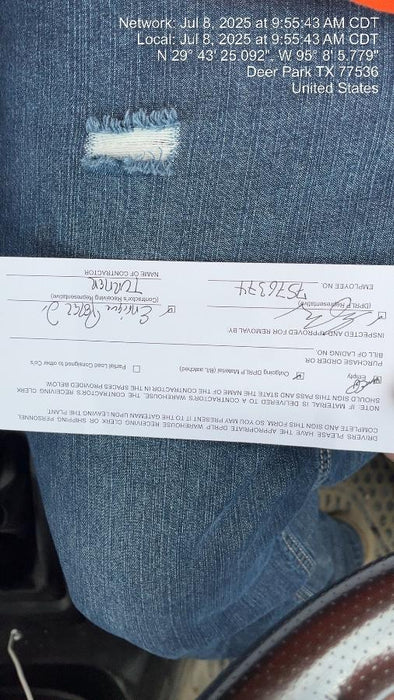 Network: Jul 8, 2025 at 9:55:43 AM CDT
Local: Jul 8, 2025 at 9:55:43 AM CDT
N 29° 43' 25.092", W 95° 8' 5.779"
Deer Park TX 77536
United States
DRIVERS: PLEASE HAVE THE APPROPRIATE DPRLP, WAREHOUSE RECEIVING CLERK OR SHIPPING PERSONNEL
COMPLETE AND SIGN THIS FORM, SO YOU MAY PRESENT IT TO THE GATEMAN UPON LEAVING THE PLANT.
NOTE: IF MATERIAL IS DELIVERED TO A CONTRACTOR'S WAREHOUSE, THE CONTRACTOR'S RECEIVING CLERK
SHOULD SIGN THIS PASS AND STATE THE NAME OF THE CONTRACTOR IN THE SPACES PROVIDED BELOW.
Empty Outgoing DPRLP Material (B/L attached) Partial Load Consigned to other Co's
PURCHASE ORDER OR
BILL OF LADING NO.
INSPECTED AND APPROVED FOR REMOVAL BY
(DPRLP Representative) (Contractor's Receiving Representative)
7576374 TURNER
EMPLOYEE NO. NAME OF CONTRACTOR